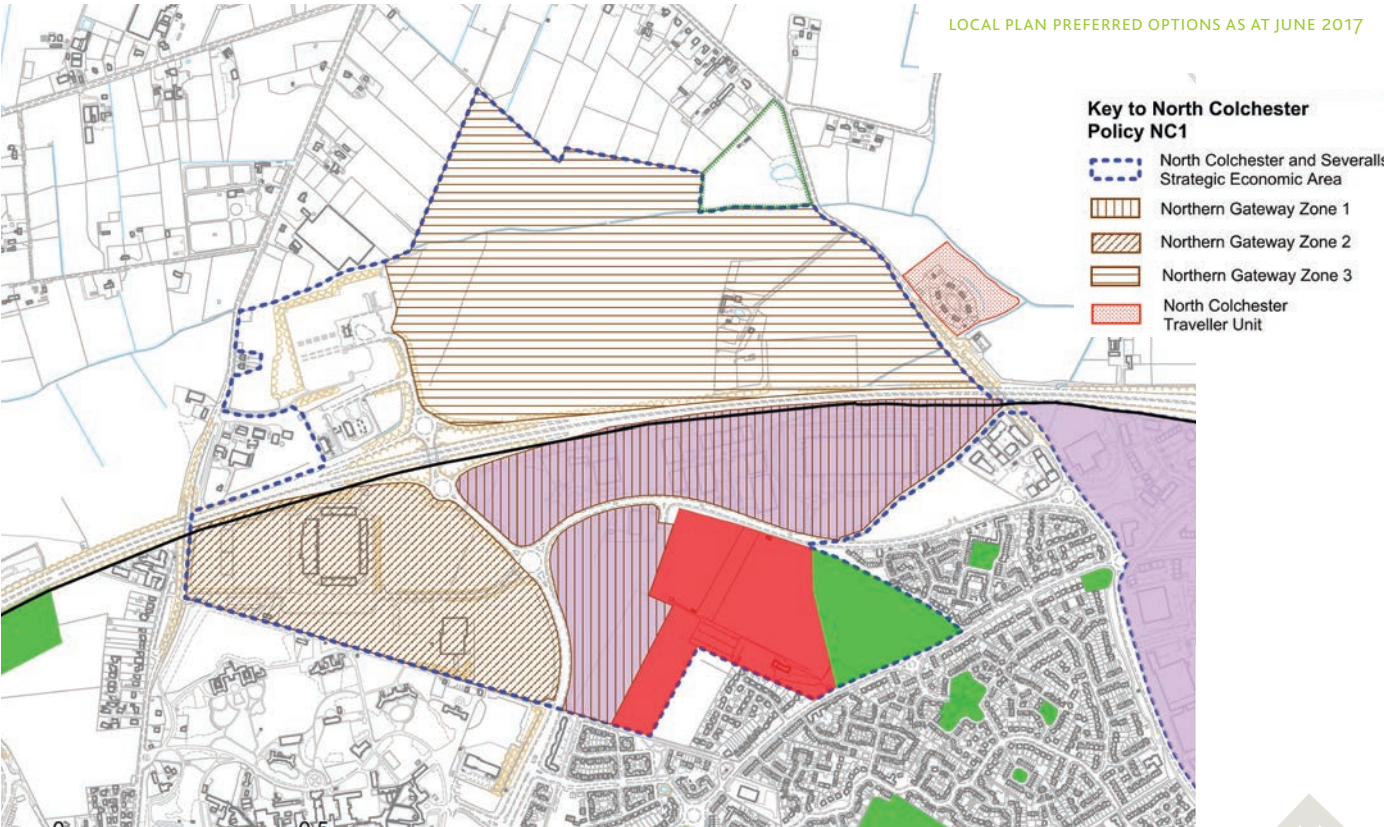 LOCAL PLAN PREFERRED OPTIONS AS AT JUNE 2017
Key to North Colchester
Policy NC1
North Colchester and Severalls
Strategic Economic Area
Northern Gateway Zone 1
Northern Gateway Zone 2
Northern Gateway Zone 3
North Colchester
Traveller Unit